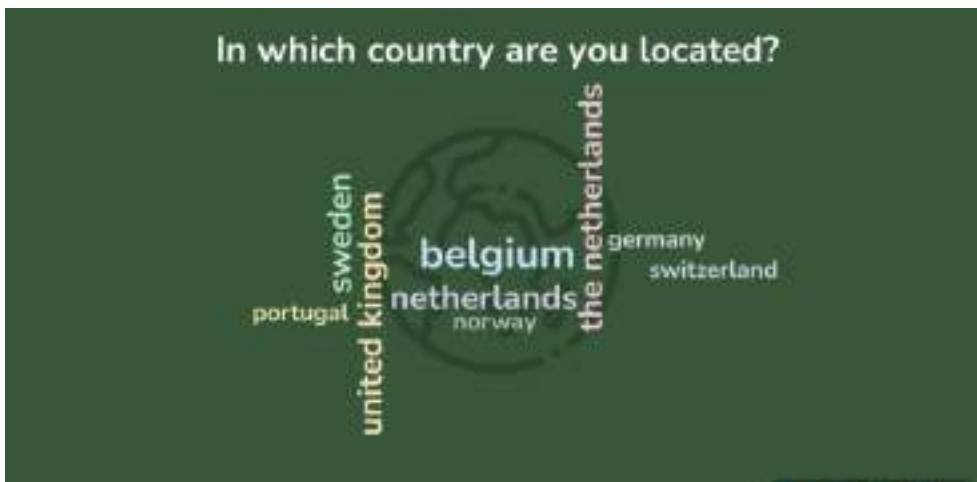 In which country are you located?
the netherlands
sweden
united kingdom
belgium
germany
switzerland
netherlands
portugal
norway